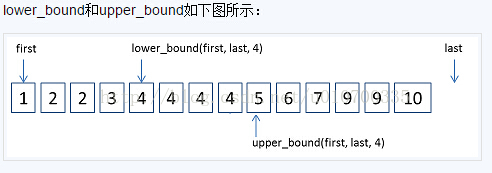 lower_bound和upper_bound如下图所示：
first lower_bound(first, last, 4) last
1 2 2 3 4 4 4 4 5 6 7 9 9 10
upper_bound(first, last, 4)